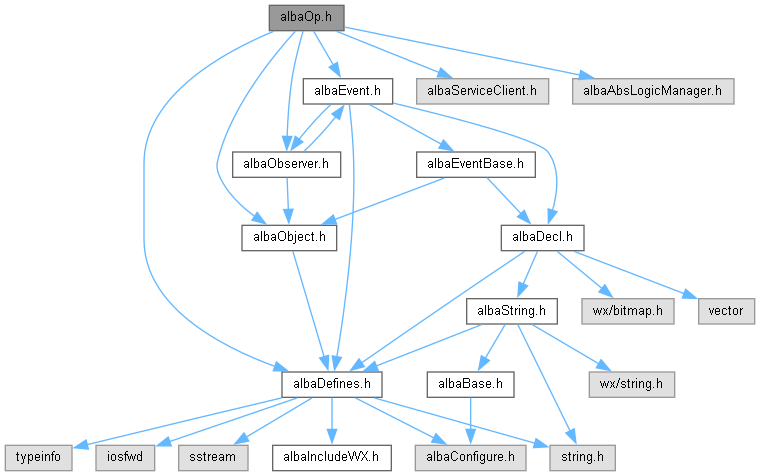 albaOp.h
albaEvent.h
albaServiceClient.h
albaAbsLogicManager.h
albaObserver.h
albaEventBase.h
albaObject.h
albaDecl.h
albaString.h
wx/bitmap.h
vector
albaDefines.h
albaBase.h
wx/string.h
typeinfo
iosfwd
sstream
albaIncludeWX.h
albaConfigure.h
string.h